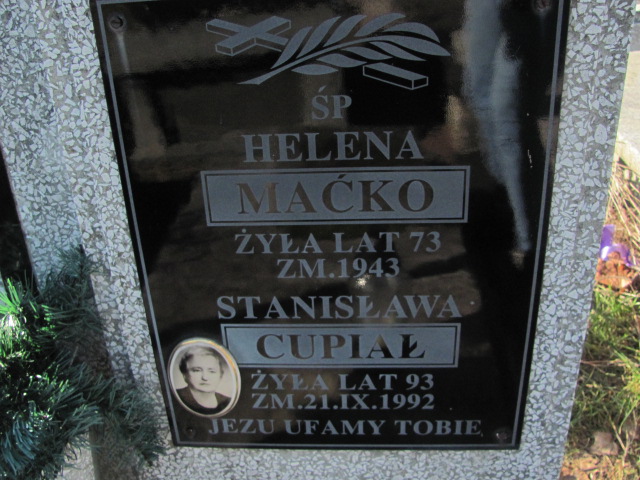 ŚP
HELENA
MAĆKO
ŻYŁA LAT 73
ZM.1943
STANISŁAWA
CUPIAŁ
ŻYŁA LAT 93
ZM.21.IX.1992
JEZU UFAMY TOBIE